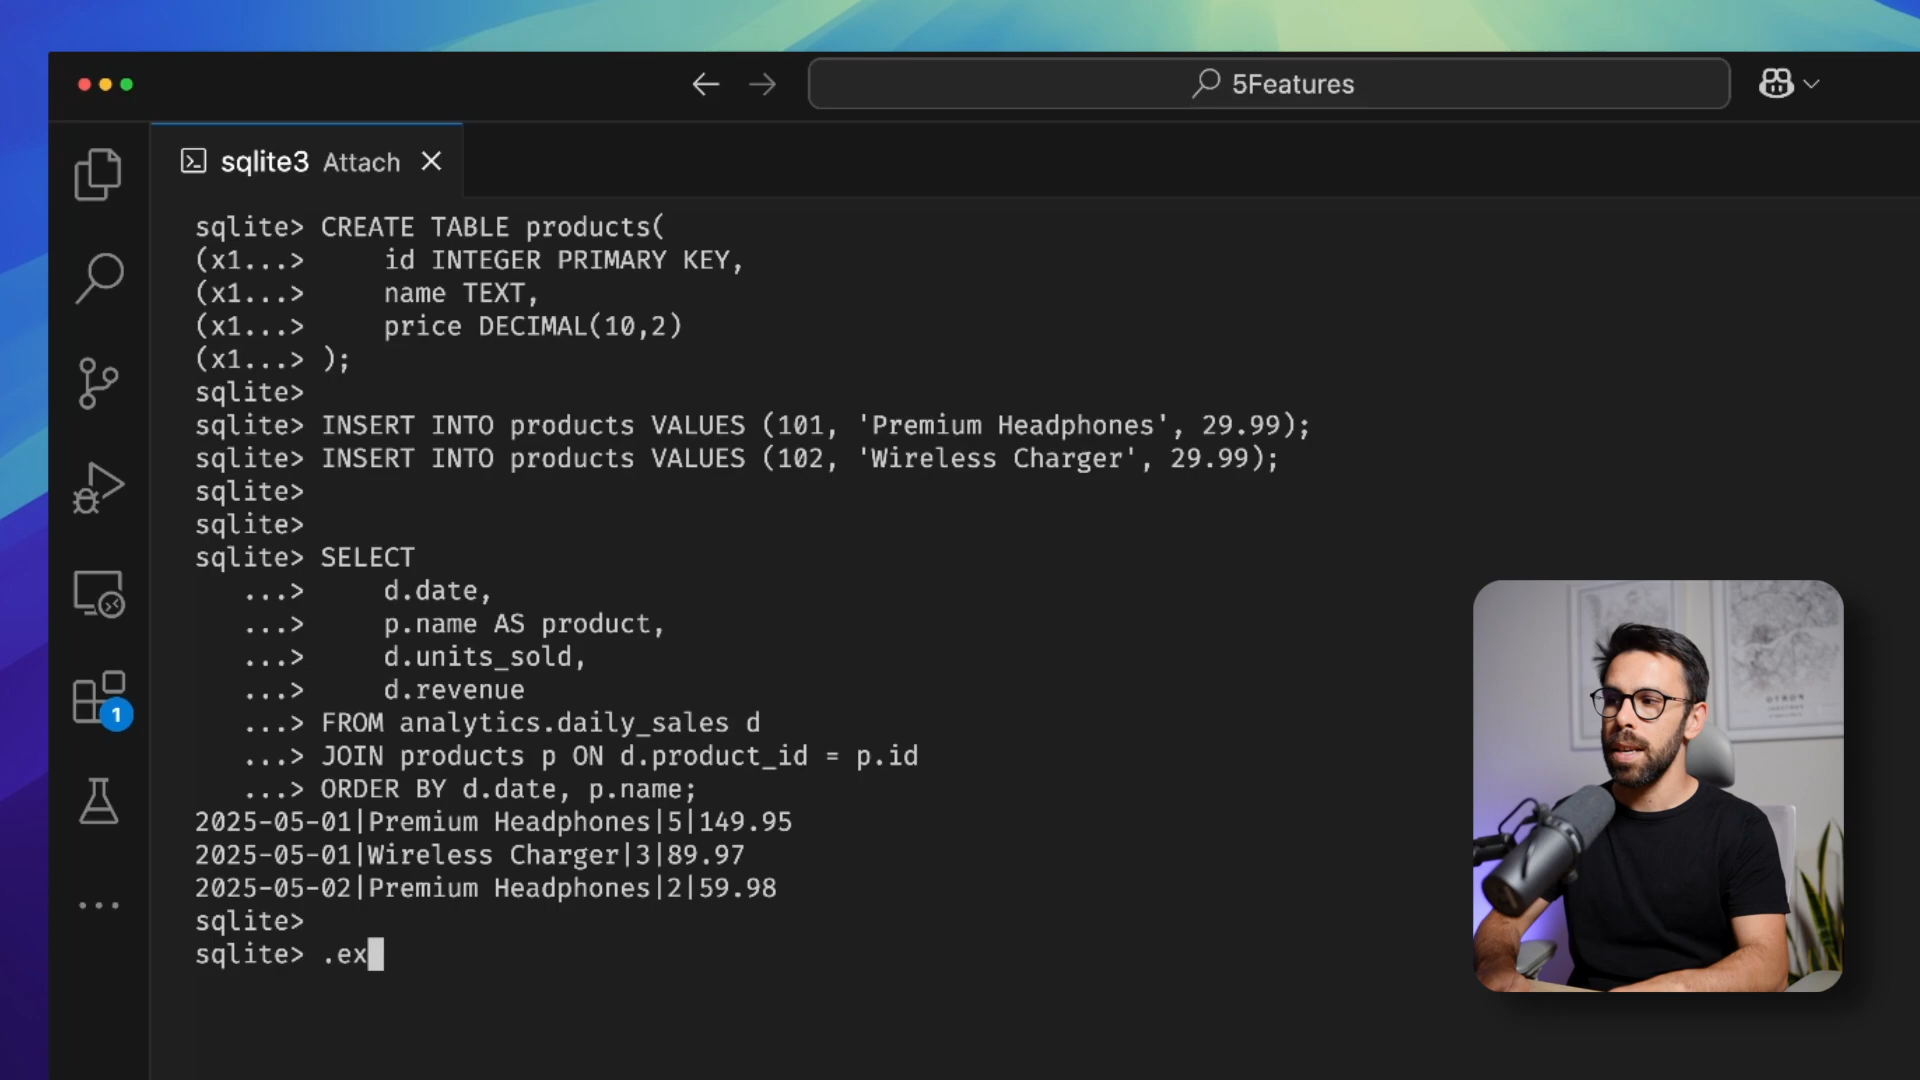 5Features
sqlite3 Attach
sqlite> CREATE TABLE products(
(x1...>     id INTEGER PRIMARY KEY,
(x1...>     name TEXT,
(x1...>     price DECIMAL(10,2)
(x1...> );
sqlite>
sqlite> INSERT INTO products VALUES (101, 'Premium Headphones', 29.99);
sqlite> INSERT INTO products VALUES (102, 'Wireless Charger', 29.99);
sqlite>
sqlite>
sqlite> SELECT
...>     d.date,
...>     p.name AS product,
...>     d.units_sold,
...>     d.revenue
...> FROM analytics.daily_sales d
...> JOIN products p ON d.product_id = p.id
...> ORDER BY d.date, p.name;
2025-05-01|Premium Headphones|5|149.95
2025-05-01|Wireless Charger|3|89.97
2025-05-02|Premium Headphones|2|59.98
sqlite>
sqlite> .ex
1